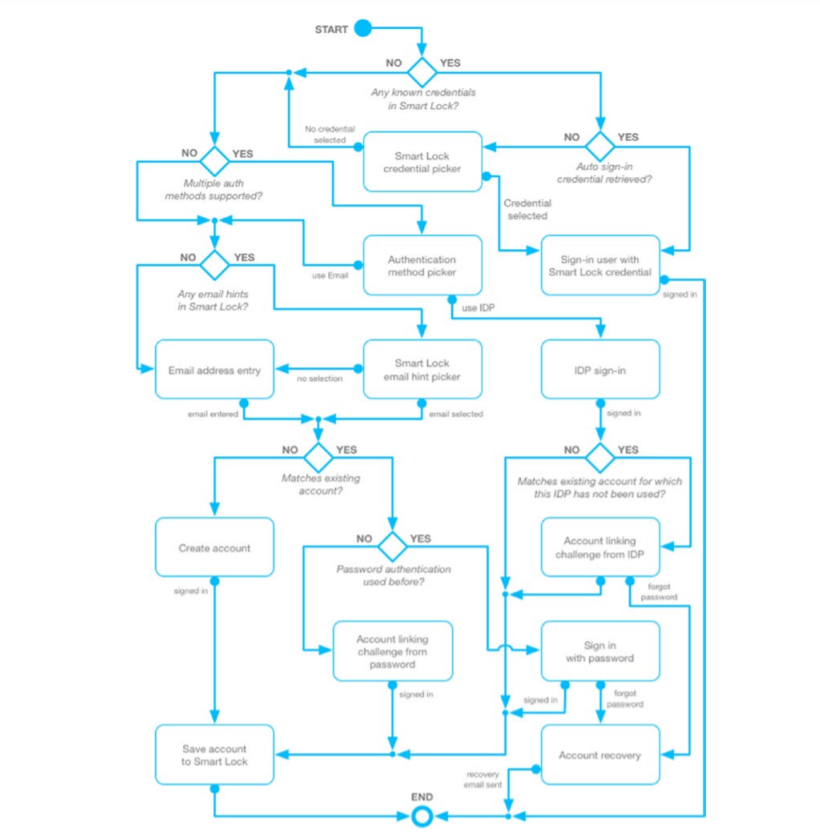 START
NO
YES
Any known credentials
in Smart Lock?
No credential
selected
Smart Lock
credential picker
NO
YES
Auto sign-in
credential retrieved?
NO
YES
Multiple auth
methods supported?
Credential
selected
Authentication
method picker
use Email
use IDP
Sign-in user with
Smart Lock credential
signed in
NO
YES
Any email hints
in Smart Lock?
Email address entry
no selection
Smart Lock
email hint picker
IDP sign-in
email entered
email selected
signed in
NO
YES
Matches existing
account?
NO
YES
Matches existing account for which
this IDP has not been used?
Create account
signed in
NO
YES
Password authentication
used before?
Account linking
challenge from IDP
forgot
password
Account linking
challenge from
password
signed in
Sign in
with password
signed in
forgot
password
Save account
to Smart Lock
Account recovery
recovery
email sent
END